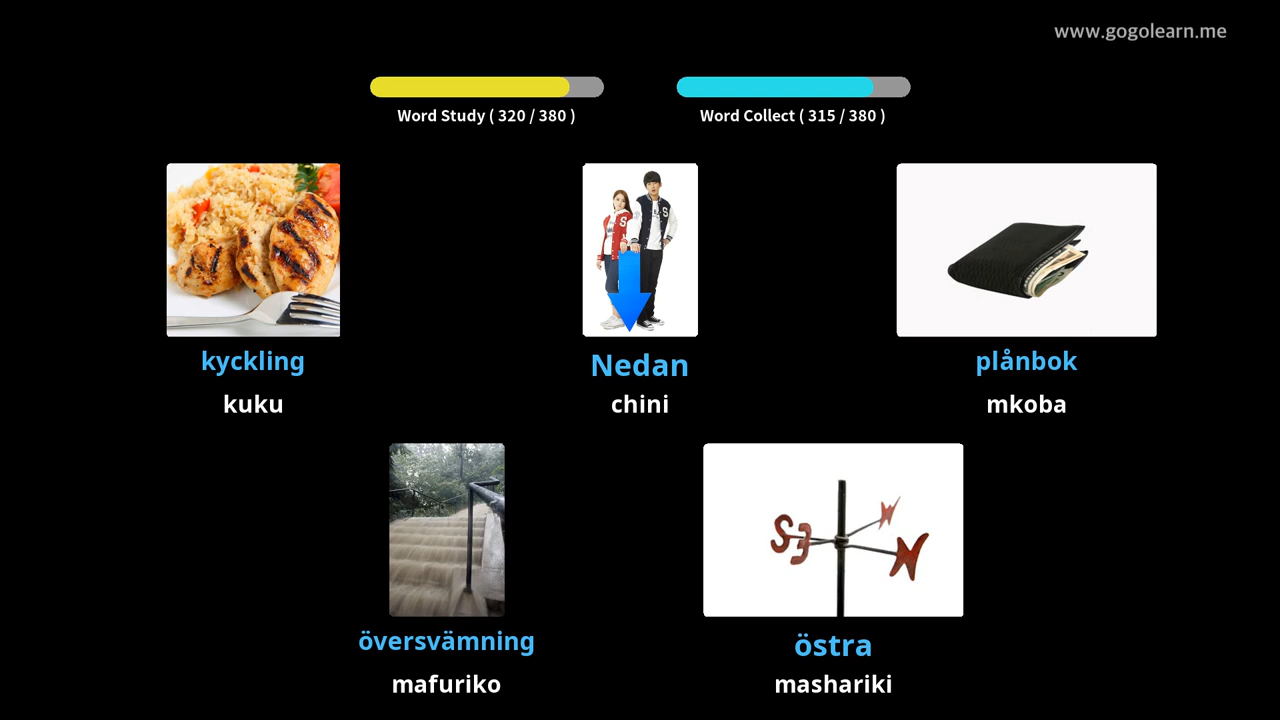 www.gogolearn.me
Word Study ( 320 / 380 )
Word Collect ( 315 / 380 )
kyckling
kuku
Nedan
chini
plånbok
mkoba
översvämning
mafuriko
östra
mashariki